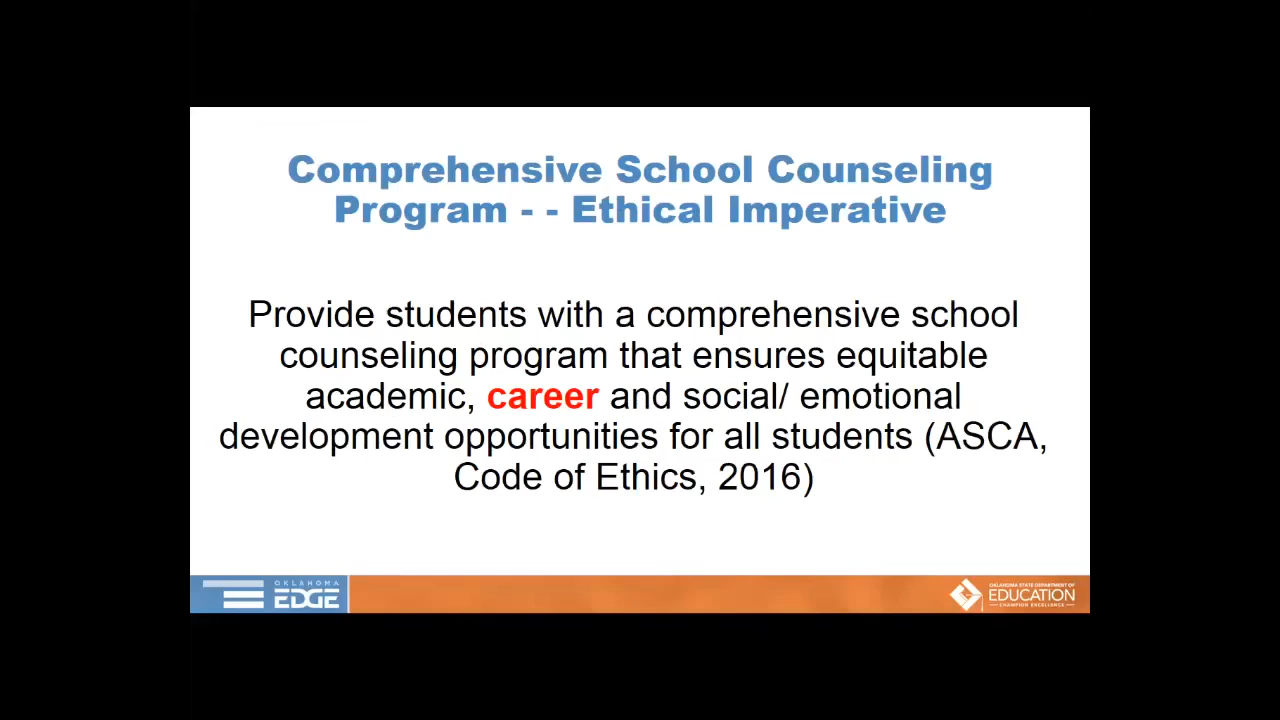 Comprehensive School Counseling
Program - - Ethical Imperative
Provide students with a comprehensive school
counseling program that ensures equitable
academic, career and social/ emotional
development opportunities for all students (ASCA,
Code of Ethics, 2016)
OKLAHOMA
EDGE
OKLAHOMA STATE DEPARTMENT OF
EDUCATION
CHAMPION EXCELLENCE